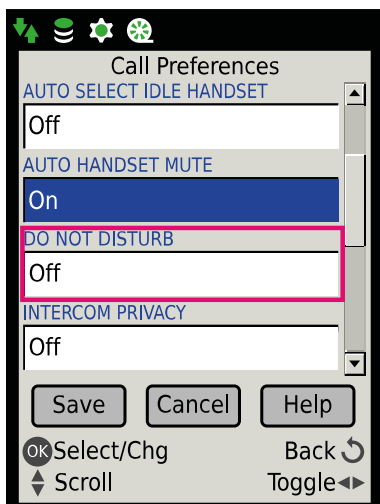 Call Preferences
AUTO SELECT IDLE HANDSET
Off
AUTO HANDSET MUTE
On
DO NOT DISTURB
Off
INTERCOM PRIVACY
Off
Save Cancel Help
OK Select/Chg Back
Scroll Toggle